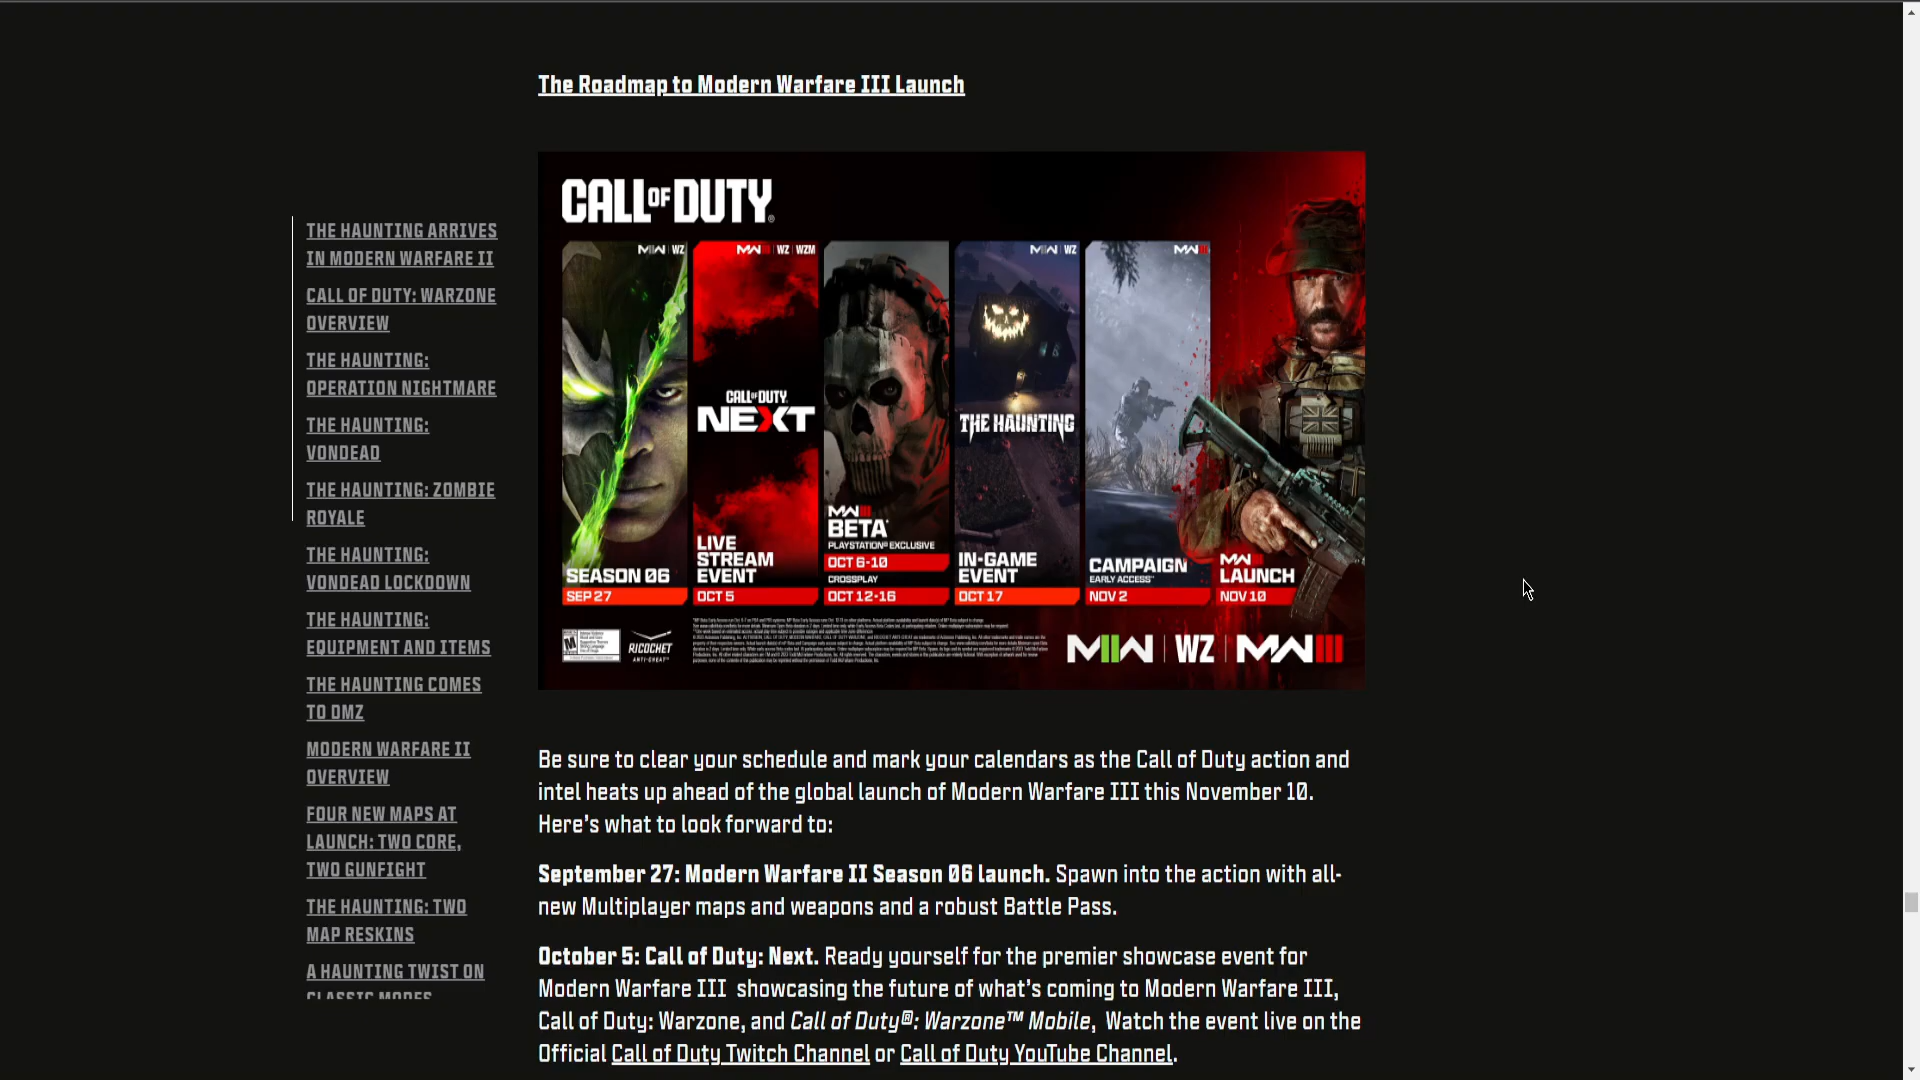 The Roadmap to Modern Warfare III Launch
THE HAUNTING ARRIVES
IN MODERN WARFARE II
CALL OF DUTY: WARZONE
OVERVIEW
THE HAUNTING:
OPERATION NIGHTMARE
THE HAUNTING:
VONDEAD
THE HAUNTING: ZOMBIE
ROYALE
THE HAUNTING:
VONDEAD LOCKDOWN
THE HAUNTING:
EQUIPMENT AND ITEMS
THE HAUNTING COMES
TO DMZ
MODERN WARFARE II
OVERVIEW
FOUR NEW MAPS AT
LAUNCH: TWO CORE,
TWO GUNFIGHT
THE HAUNTING: TWO
MAP RESKINS
A HAUNTING TWIST ON
CLASSIC MODES
CALL OF DUTY®
MWII | WZ
SEASON 06
SEP 27
MWIII | WZ | WZM
CALL OF DUTY
NEXT
LIVE
STREAM
EVENT
OCT 5
MWIII
BETA*
PLAYSTATION® EXCLUSIVE
OCT 6-10
CROSSPLAY
OCT 12-16
MWII | WZ
THE HAUNTING
IN-GAME
EVENT
OCT 17
MWIII
CAMPAIGN
EARLY ACCESS**
NOV 2
MWIII
LAUNCH
NOV 10
RICOCHET
ANTI-CHEAT™
MWII | WZ | MWIII
Be sure to clear your schedule and mark your calendars as the Call of Duty action and
intel heats up ahead of the global launch of Modern Warfare III this November 10.
Here's what to look forward to:
September 27: Modern Warfare II Season 06 launch. Spawn into the action with all-
new Multiplayer maps and weapons and a robust Battle Pass.
October 5: Call of Duty: Next. Ready yourself for the premier showcase event for
Modern Warfare III  showcasing the future of what's coming to Modern Warfare III,
Call of Duty: Warzone, and Call of Duty®: Warzone™ Mobile,  Watch the event live on the
Official Call of Duty Twitch Channel or Call of Duty YouTube Channel.